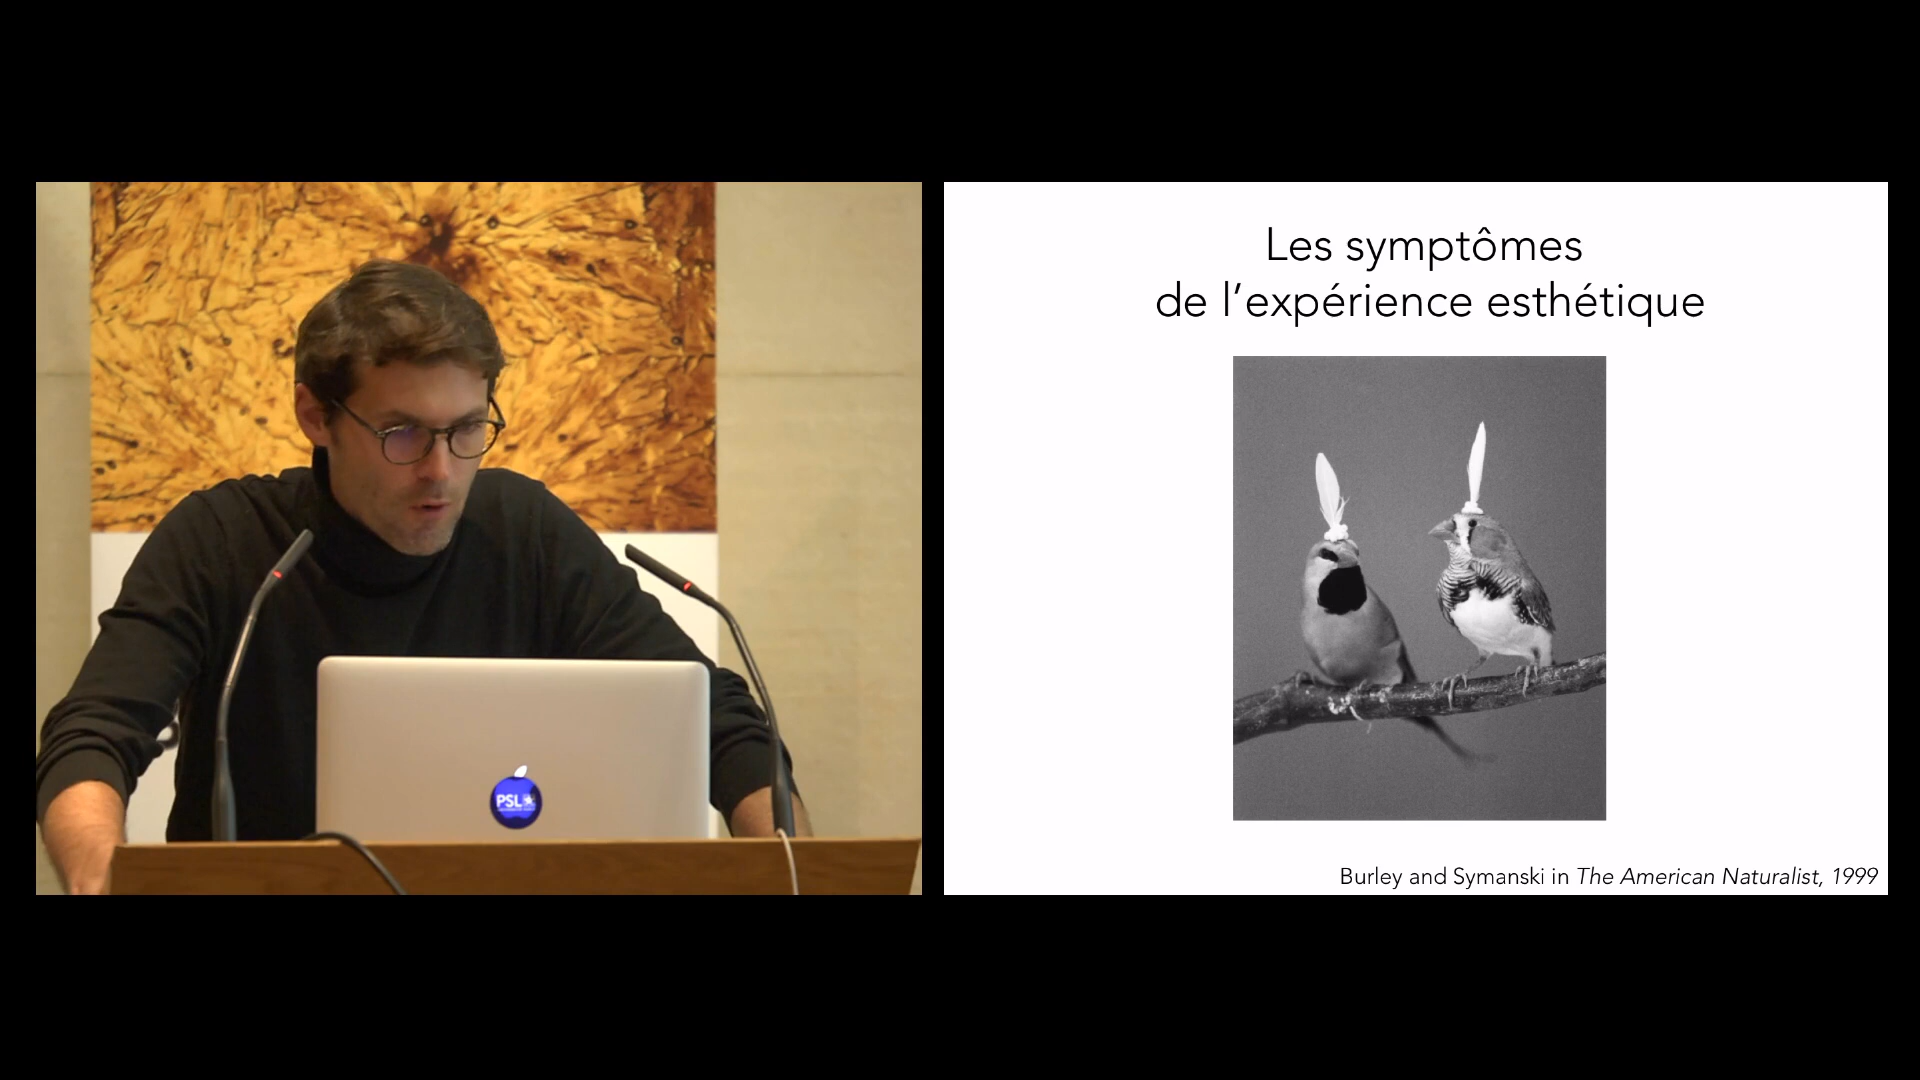 Les symptômes
de l’expérience esthétique
PSL
Burley and Symanski in The American Naturalist, 1999